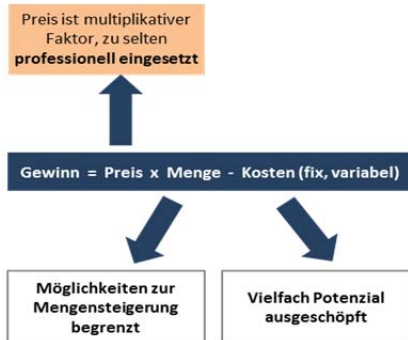 Preis ist multiplikativer
Faktor, zu selten
professionell eingesetzt
Gewinn = Preis x Menge - Kosten (fix, variabel)
Möglichkeiten zur
Mengensteigerung
begrenzt
Vielfach Potenzial
ausgeschöpft